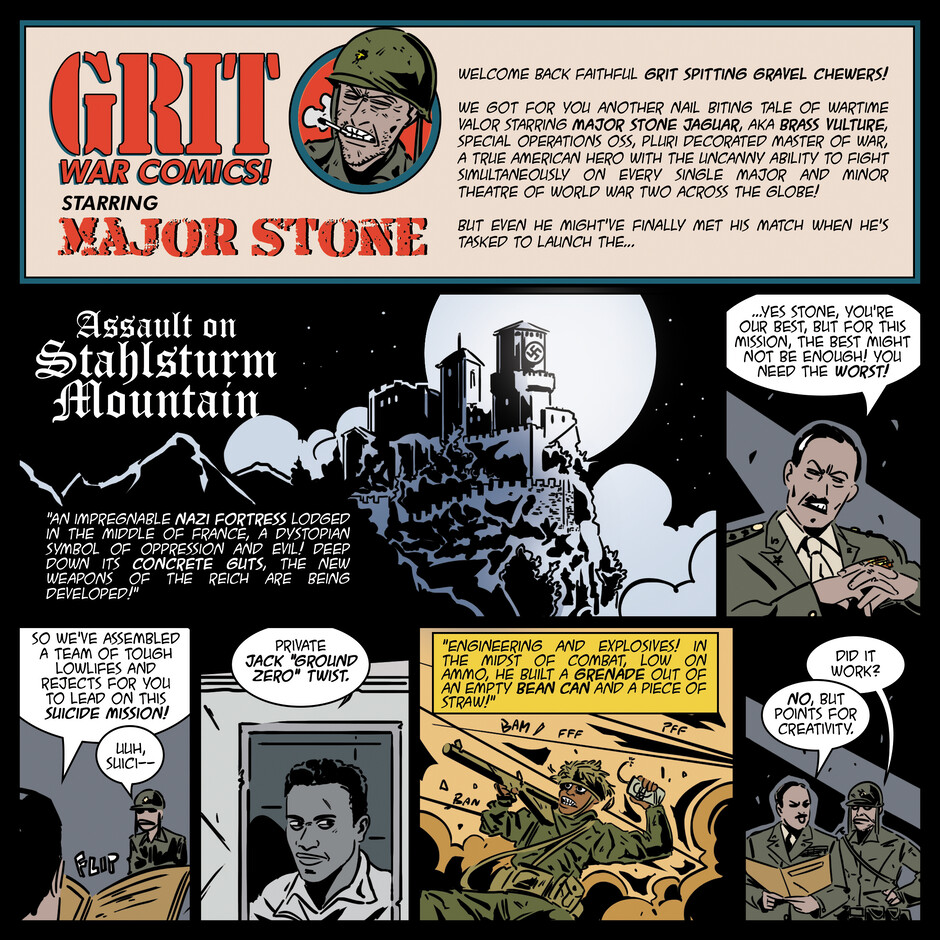 GRIT
WAR COMICS!
STARRING
MAJOR STONE
WELCOME BACK FAITHFUL GRIT SPITTING GRAVEL CHEWERS!
WE GOT FOR YOU ANOTHER NAIL BITING TALE OF WARTIME
VALOR STARRING MAJOR STONE JAGUAR, AKA BRASS VULTURE,
SPECIAL OPERATIONS OSS, PLURI DECORATED MASTER OF WAR,
A TRUE AMERICAN HERO WITH THE UNCANNY ABILITY TO FIGHT
SIMULTANEOUSLY ON EVERY SINGLE MAJOR AND MINOR
THEATRE OF WORLD WAR TWO ACROSS THE GLOBE!
BUT EVEN HE MIGHT'VE FINALLY MET HIS MATCH WHEN HE'S
TASKED TO LAUNCH THE...
Assault on
Stahlsturm
Mountain
"AN IMPREGNABLE NAZI FORTRESS LODGED
IN THE MIDDLE OF FRANCE, A DYSTOPIAN
SYMBOL OF OPPRESSION AND EVIL! DEEP
DOWN ITS CONCRETE GUTS, THE NEW
WEAPONS OF THE REICH ARE BEING
DEVELOPED!"
...YES STONE, YOU'RE
OUR BEST, BUT FOR THIS
MISSION, THE BEST MIGHT
NOT BE ENOUGH! YOU
NEED THE WORST!
SO WE'VE ASSEMBLED
A TEAM OF TOUGH
LOWLIFES AND
REJECTS FOR YOU
TO LEAD ON THIS
SUICIDE MISSION!
UUH,
SUICI--
FLIP
PRIVATE
JACK "GROUND
ZERO" TWIST.
"ENGINEERING AND EXPLOSIVES! IN
THE MIDST OF COMBAT, LOW ON
AMMO, HE BUILT A GRENADE OUT OF
AN EMPTY BEAN CAN AND A PIECE OF
STRAW!"
BAM
FFF
PFF
BAN
DID IT
WORK?
NO, BUT
POINTS FOR
CREATIVITY.